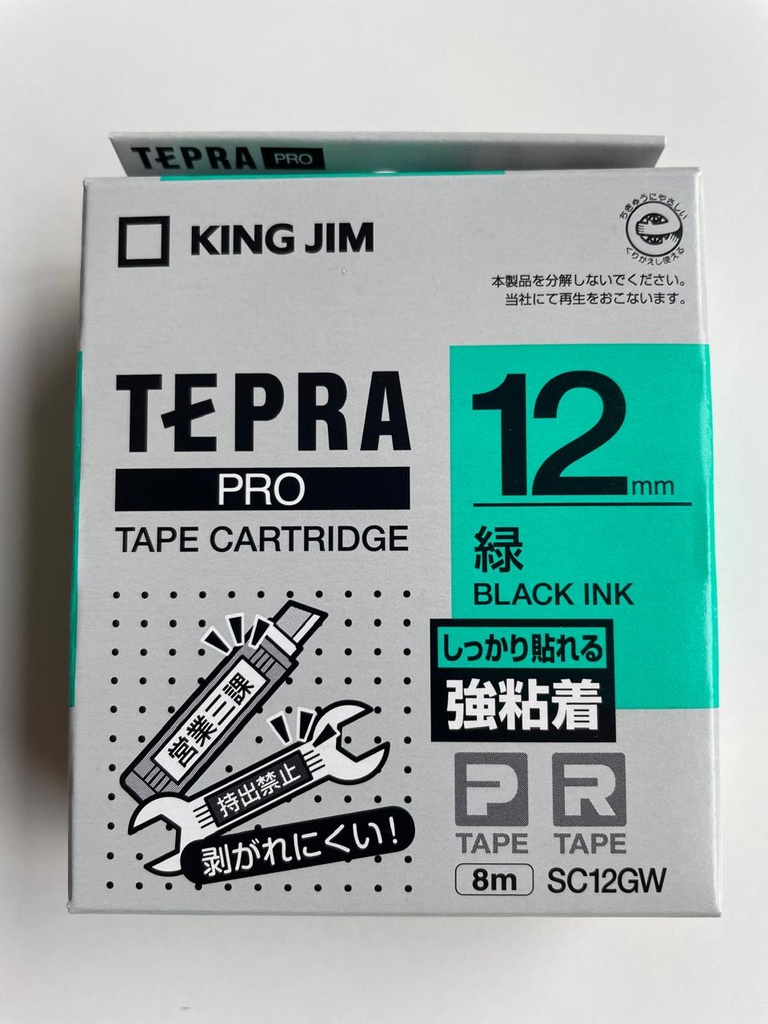 TEPRA PRO
KING JIM
ちきゅうにやさしい
くりかえし使える
本製品を分解しないでください。
当社にて再生をおこないます。
TEPRA
PRO
TAPE CARTRIDGE
12mm
緑
BLACK INK
しっかり貼れる
強粘着
営業三課
持出禁止
剥がれにくい!
P R
TAPE TAPE
8m SC12GW